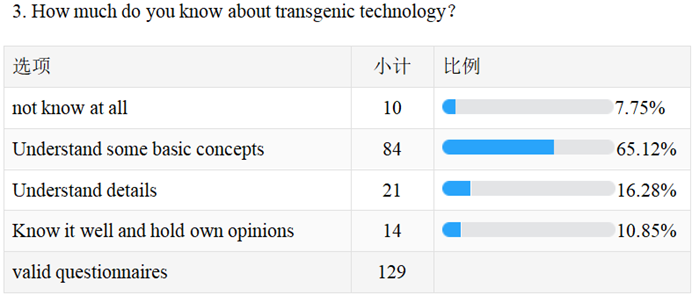 3. How much do you know about transgenic technology？
选项 小计 比例
not know at all 10 7.75%
Understand some basic concepts 84 65.12%
Understand details 21 16.28%
Know it well and hold own opinions 14 10.85%
valid questionnaires 129